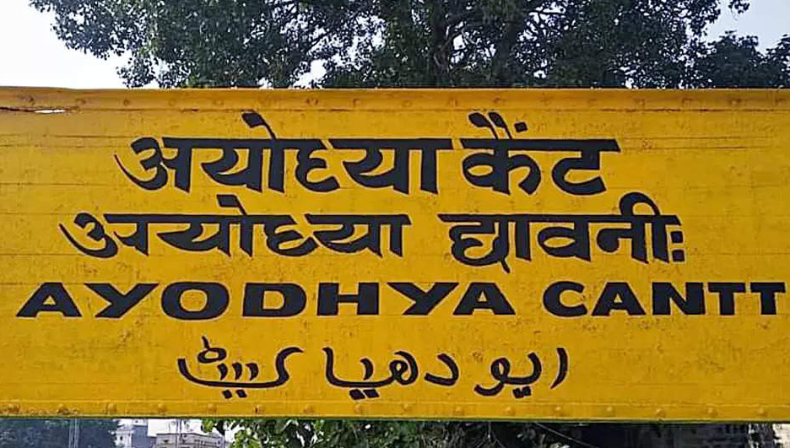 अयोध्या कैंट
अयोध्या छावनीः
AYODHYA CANTT
ایودھیا کینٹ